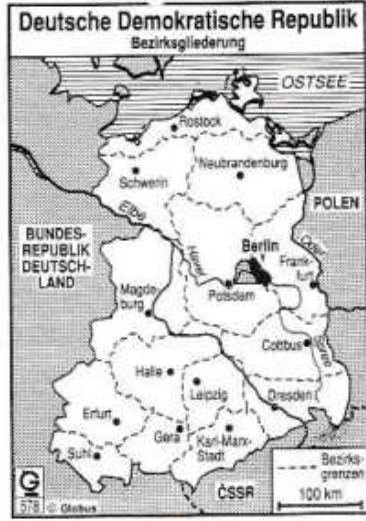 Deutsche Demokratische Republik
Bezirksgliederung
OSTSEE
Rostock
Neubrandenburg
Schwerin
POLEN
Elbe
BUNDES-
REPUBLIK
DEUTSCH-
LAND
Havel
Berlin
Oder
Frank-
furt
Potsdam
Magde-
burg
Cottbus
Spree
Halle
Leipzig
Dresden
Erfurt
Gera
Karl-Marx-
Stadt
Suhl
ČSSR
Bezirks-
grenzen
100 km
G
578 © Globus